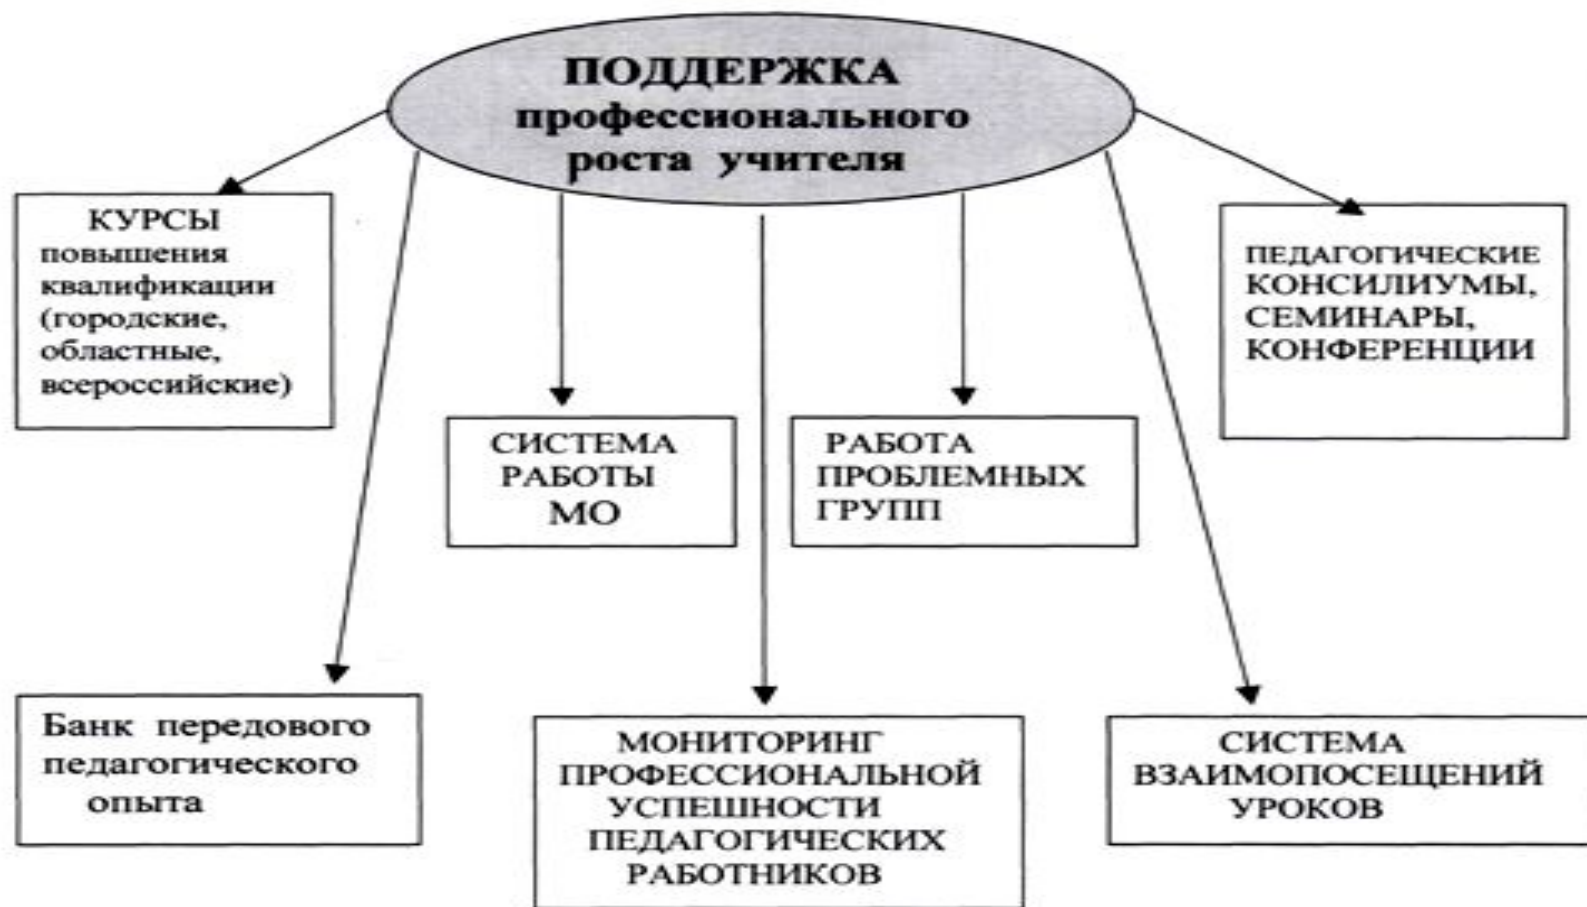 ПОДДЕРЖКА
профессионального
роста учителя
КУРСЫ
повышения
квалификации
(городские,
областные,
всероссийские)
ПЕДАГОГИЧЕСКИЕ
КОНСИЛИУМЫ,
СЕМИНАРЫ,
КОНФЕРЕНЦИИ
СИСТЕМА
РАБОТЫ
МО
РАБОТА
ПРОБЛЕМНЫХ
ГРУПП
Банк передового
педагогического
опыта
МОНИТОРИНГ
ПРОФЕССИОНАЛЬНОЙ
УСПЕШНОСТИ
ПЕДАГОГИЧЕСКИХ
РАБОТНИКОВ
СИСТЕМА
ВЗАИМОПОСЕЩЕНИЙ
УРОКОВ